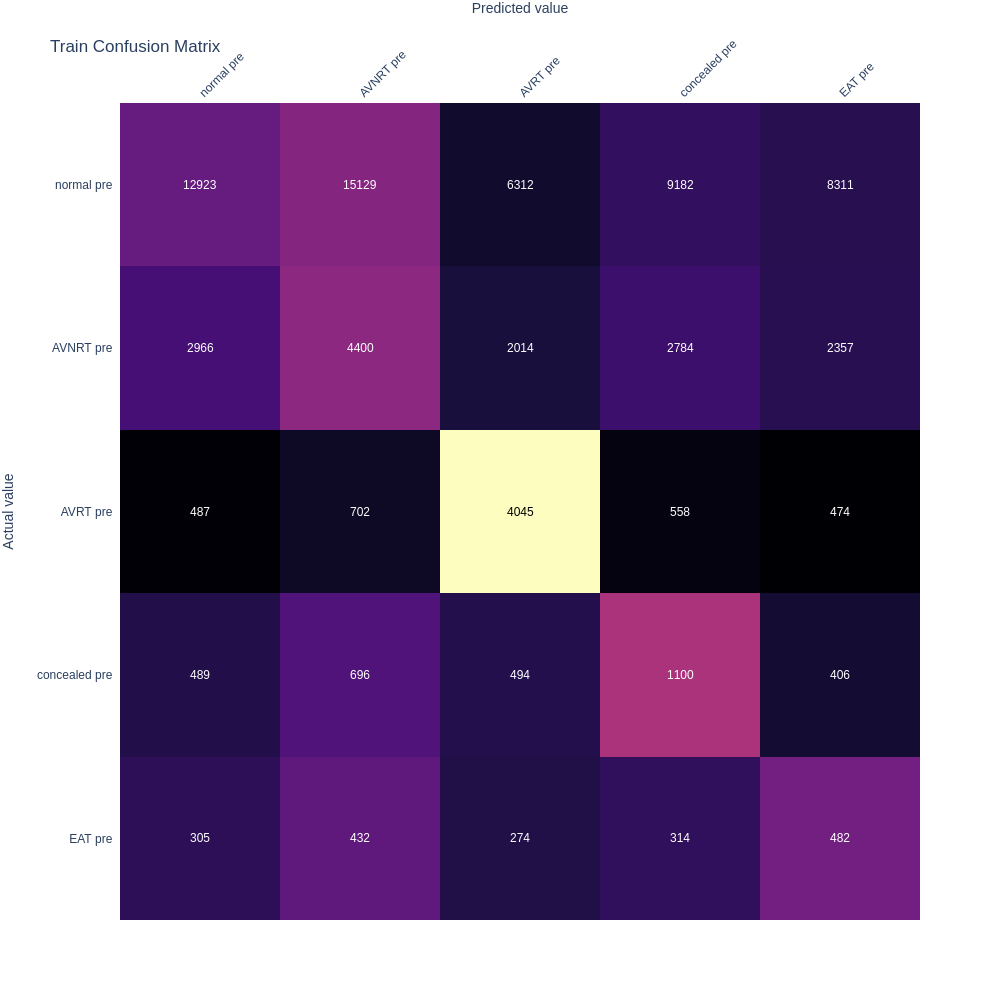 Predicted value
Train Confusion Matrix
normal pre AVNRT pre AVRT pre concealed pre EAT pre
normal pre 12923 15129 6312 9182 8311
AVNRT pre 2966 4400 2014 2784 2357
AVRT pre 487 702 4045 558 474
concealed pre 489 696 494 1100 406
EAT pre 305 432 274 314 482
Actual value